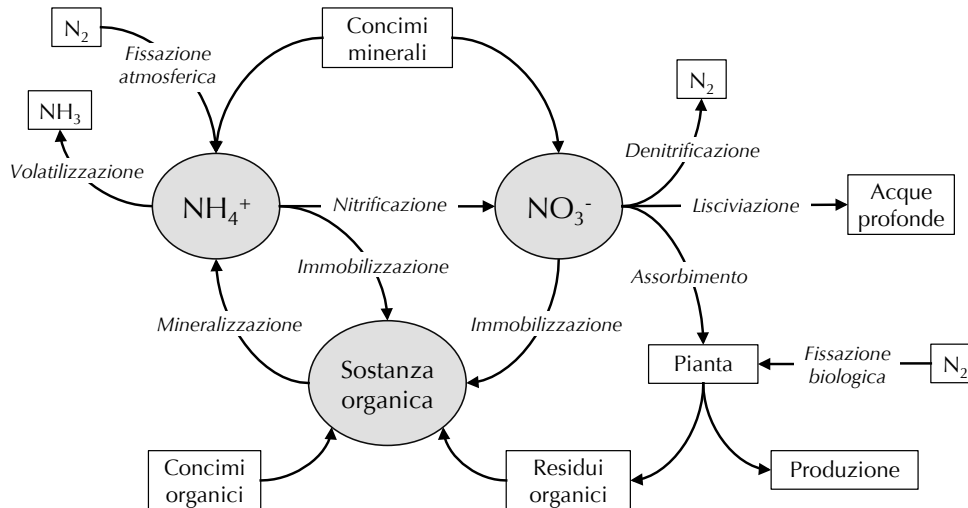 N₂
Concimi
minerali
Fissazione
atmosferica
N₂
NH₃
Denitrificazione
Volatilizzazione
NH₄⁺
Nitrificazione
NO₃⁻
Lisciviazione
Acque
profonde
Immobilizzazione
Assorbimento
Mineralizzazione
Immobilizzazione
Sostanza
organica
Pianta
Fissazione
biologica
N₂
Concimi
organici
Residui
organici
Produzione